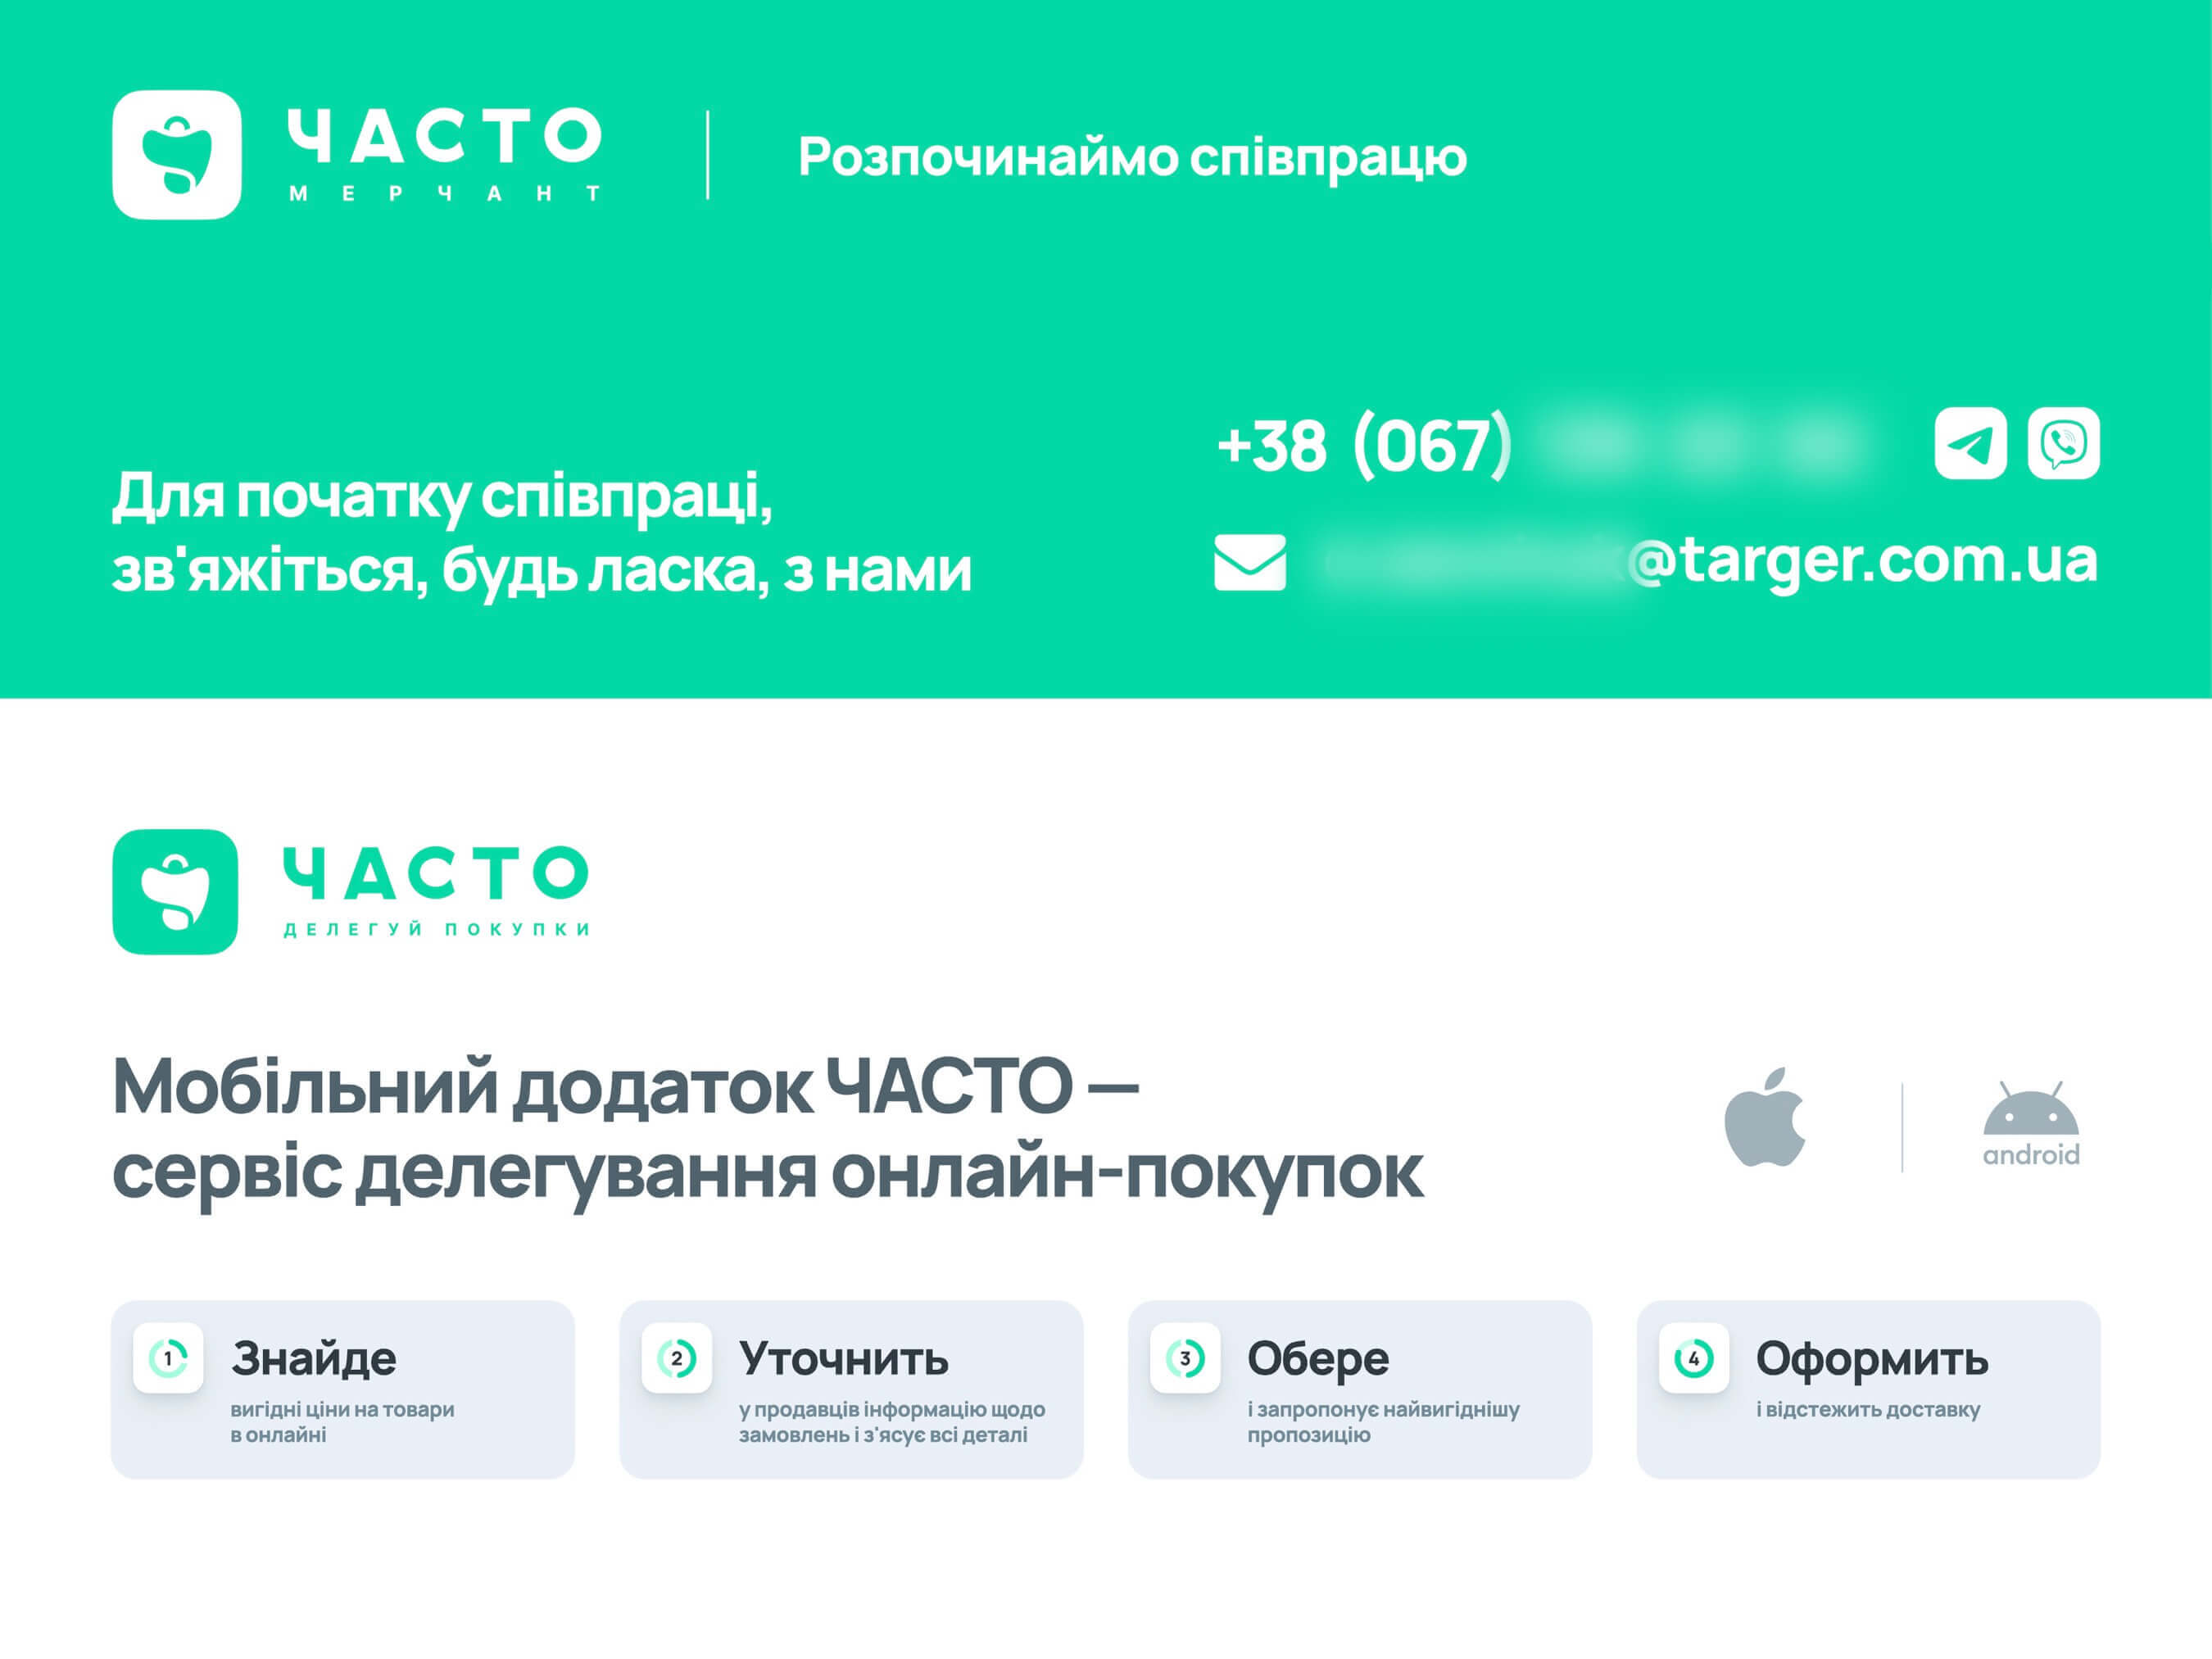 ЧАСТО
МЕРЧАНТ
Розпочинаймо співпрацю
Для початку співпраці,
зв'яжіться, будь ласка, з нами
+38 (067)
@targer.com.ua
ЧАСТО
ДЕЛЕГУЙ ПОКУПКИ
Мобільний додаток ЧАСТО —
сервіс делегування онлайн-покупок
android
1
Знайде
вигідні ціни на товари
в онлайні
2
Уточнить
у продавців інформацію щодо
замовлень і з'ясує всі деталі
3
Обере
і запропонує найвигіднішу
пропозицію
4
Оформить
і відстежить доставку